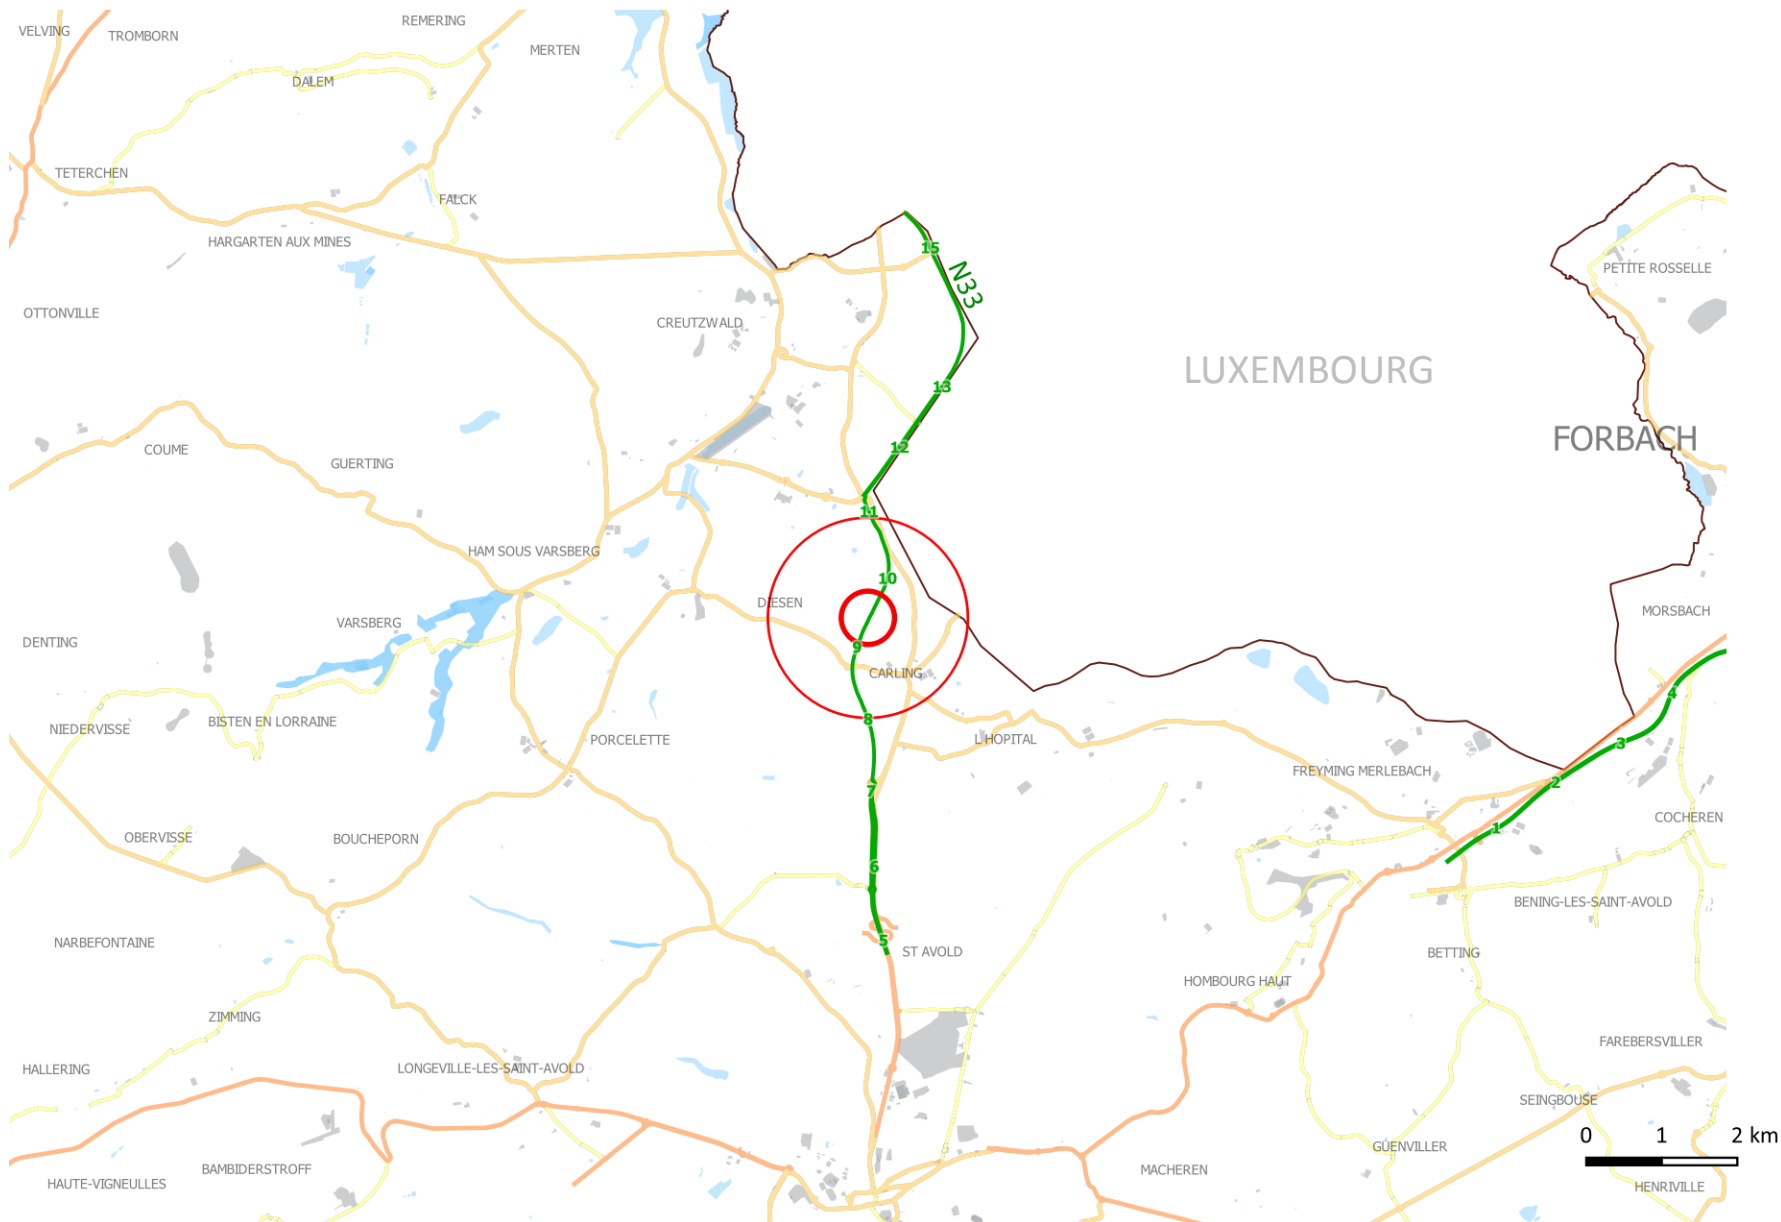 VELVING
TROMBORN
REMERING
MERTEN
DALEM
TETERCHEN
FALCK
HARGARTEN AUX MINES
15
N33
PETITE ROSSELLE
OTTONVILLE
CREUTZWALD
LUXEMBOURG
13
FORBACH
COUME
GUERTING
12
11
HAM SOUS VARSBERG
10
DIESEN
MORSBACH
VARSBERG
DENTING
9
CARLING
4
NIEDERVISSE
BISTEN EN LORRAINE
8
PORCELETTE
L HOPITAL
3
FREYMING MERLEBACH
2
7
COCHEREN
1
OBERVISSE
BOUCHEPORN
6
BENING-LES-SAINT-AVOLD
NARBEFONTAINE
5
ST AVOLD
BETTING
HOMBOURG HAUT
ZIMMING
FAREBERSVILLER
HALLERING
LONGEVILLE-LES-SAINT-AVOLD
SEINGBOUSE
0 1 2 km
GUENVILLER
BAMBIDERSTROFF
MACHEREN
HAUTE-VIGNEULLES
HENRIVILLE